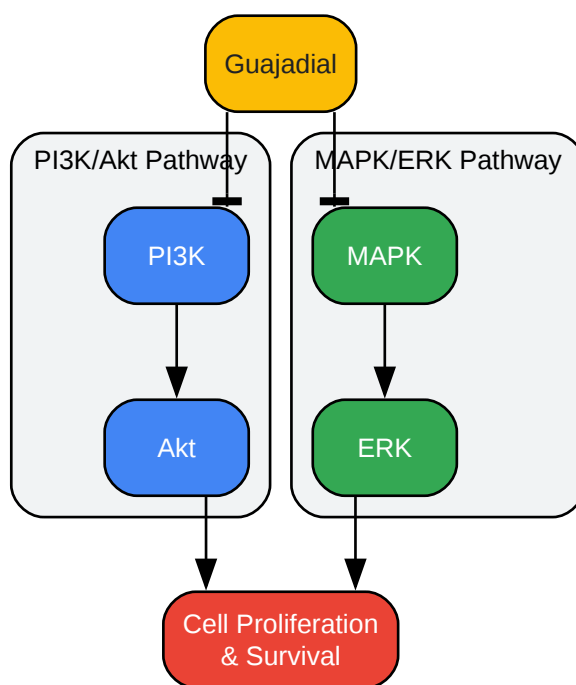 Guajadial
PI3K/Akt Pathway
MAPK/ERK Pathway
PI3K
MAPK
Akt
ERK
Cell Proliferation
& Survival